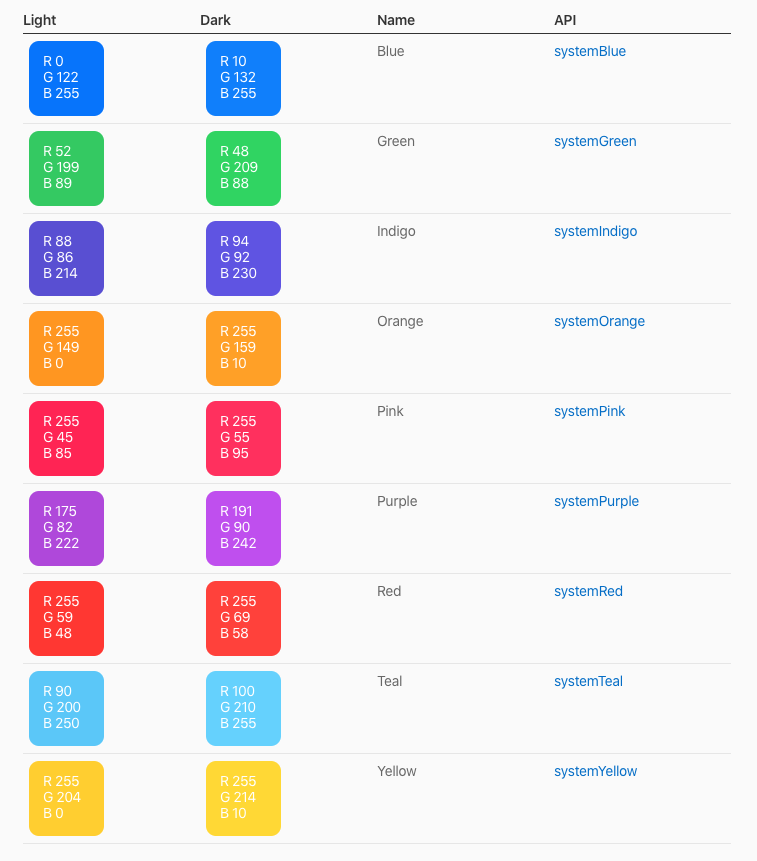 Light Dark Name API
R 0 R 10 Blue systemBlue
G 122 G 132
B 255 B 255
R 52 R 48 Green systemGreen
G 199 G 209
B 89 B 88
R 88 R 94 Indigo systemIndigo
G 86 G 92
B 214 B 230
R 255 R 255 Orange systemOrange
G 149 G 159
B 0 B 10
R 255 R 255 Pink systemPink
G 45 G 55
B 85 B 95
R 175 R 191 Purple systemPurple
G 82 G 90
B 222 B 242
R 255 R 255 Red systemRed
G 59 G 69
B 48 B 58
R 90 R 100 Teal systemTeal
G 200 G 210
B 250 B 255
R 255 R 255 Yellow systemYellow
G 204 G 214
B 0 B 10